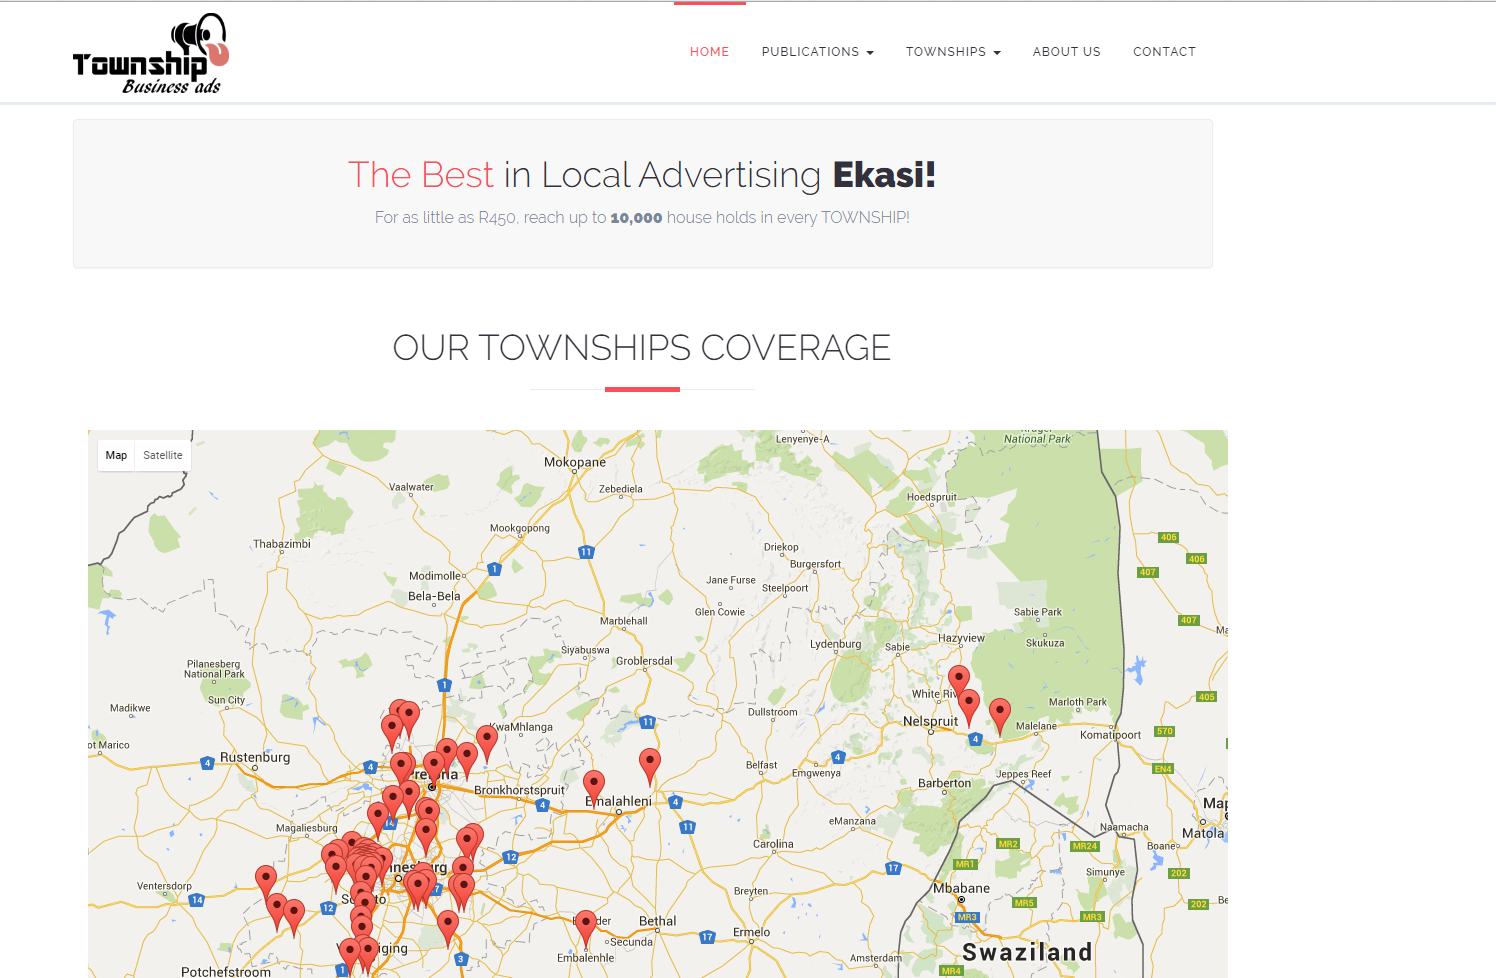 Township
Business ads
HOME
PUBLICATIONS
TOWNSHIPS
ABOUT US
CONTACT
The Best in Local Advertising Ekasi!
For as little as R450, reach up to 10,000 house holds in every TOWNSHIP!
OUR TOWNSHIPS COVERAGE
Map
Satellite
Lenyenye-A
National Park
Mokopane
Vaalwater
Zebediela
Hoedspruit
Mookgopong
Thabazimbi
11
406
Driekop
406
Burgersfort
1
407
Modimolle
Jane Furse
Steelpoort
Bela-Bela
Glen Cowie
Sabie Park
Marblehall
407
Ma
Hazyview
Skukuza
Lydenburg
Sabie
Siyabuswa
Groblersdal
Pilanesberg
National Park
1
White Riv
405
Sun City
Marloth Park
Madikwe
Dullstroom
Nelspruit
11
KwaMhlanga
Malelane
570
Komatipoort
ot Marico
4
Rustenburg
4
4
Belfast
Emgwenya
EN4
Jeppes Reef
Pretoria
Barberton
Bronkhorstspruit
4
Emalahleni
4
Map
eManzana
Magaliesburg
11
Naamacha
Matola
MR2
MR24
Carolina
Boane
12
MR1
17
Simunye
202
Ventersdorp
Mbabane
Breyten
14
12
MR5
202
Be
MR3
MR3
der
Bethal
17
Ermelo
iging
Secunda
Swaziland
3
Embalenhle
Amsterdam
Potchefstroom
1
MR4